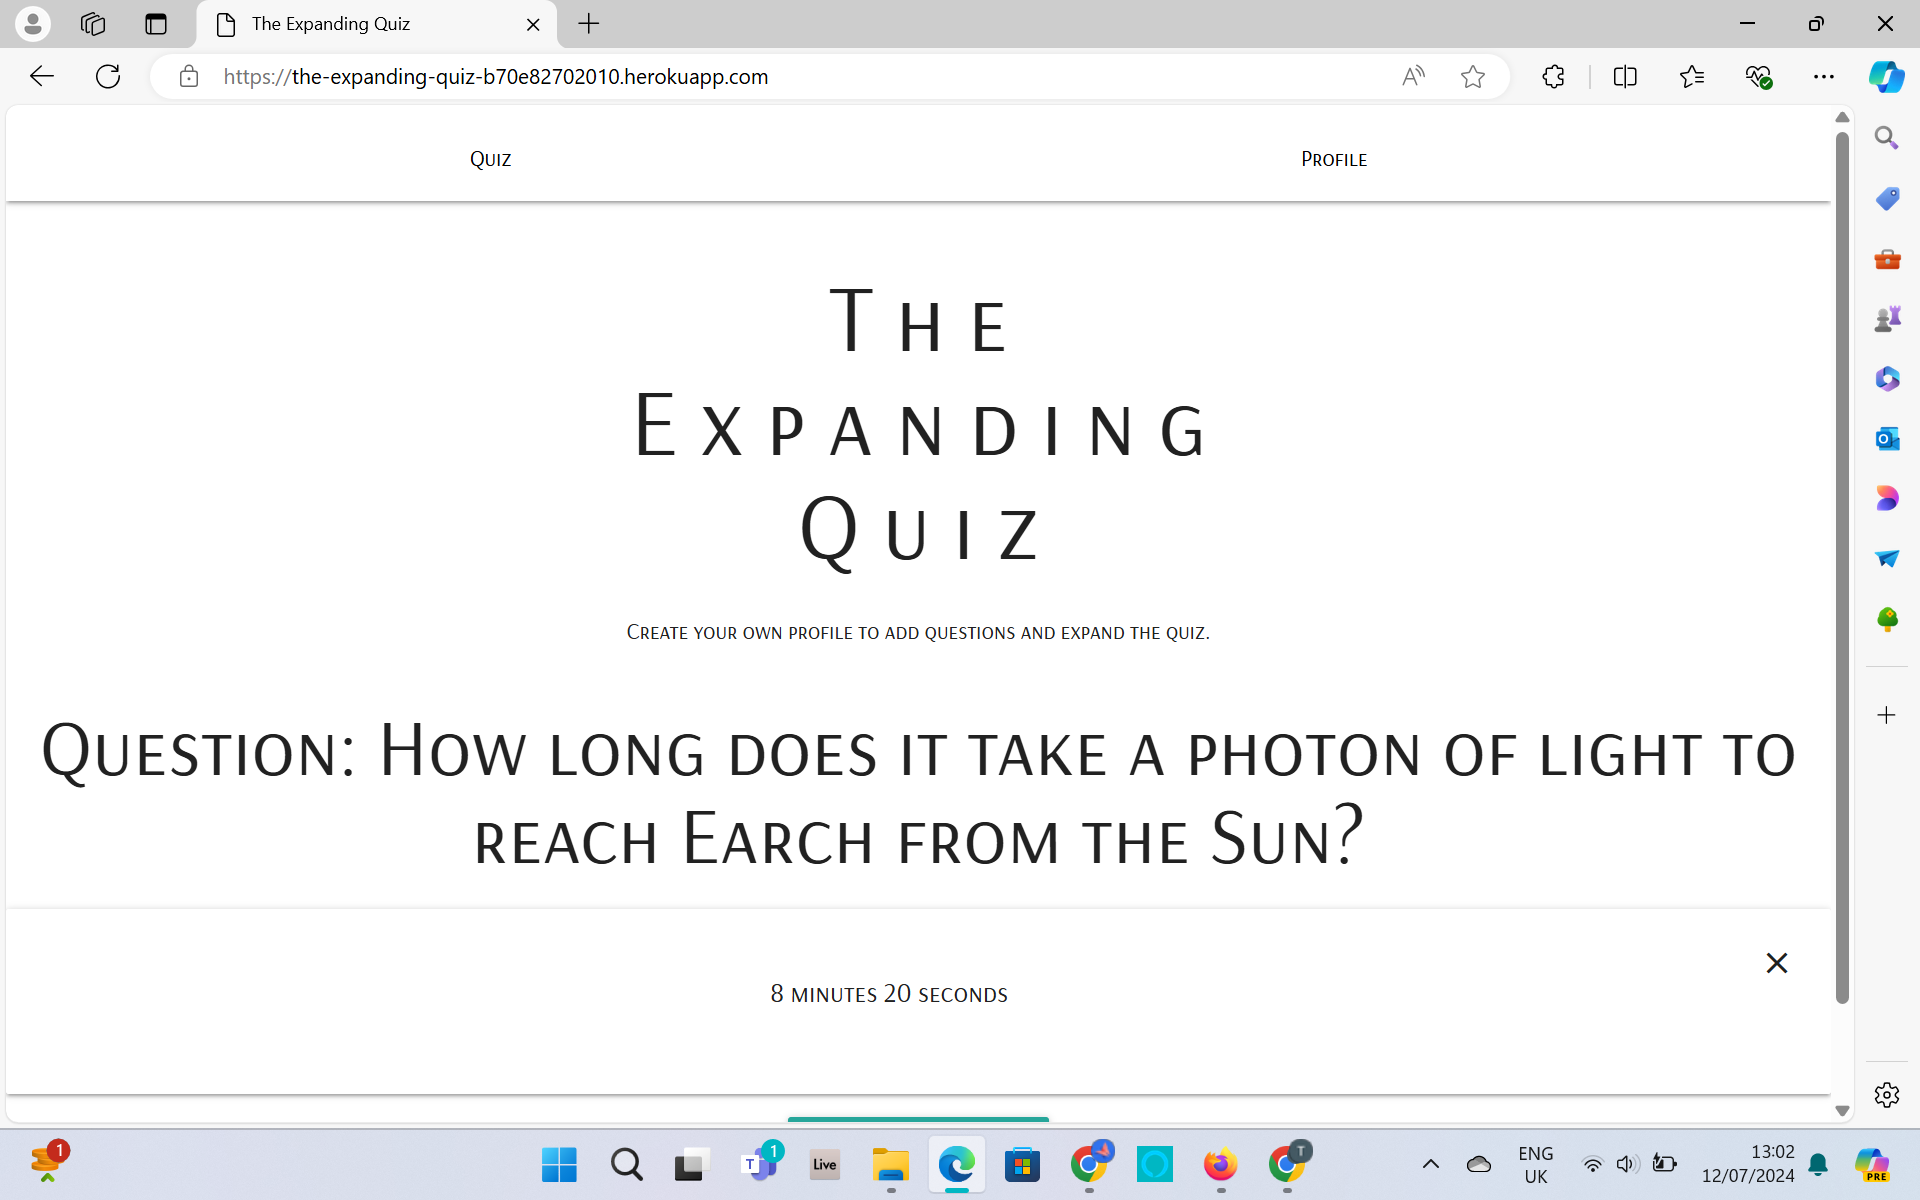 The Expanding Quiz
https://the-expanding-quiz-b70e82702010.herokuapp.com
Quiz
Profile
The
Expanding
Quiz
Create your own profile to add questions and expand the quiz.
Question: How long does it take a photon of light to
reach Earch from the Sun?
8 minutes 20 seconds
1
T
1
Live
T
ENG
UK
13:02
12/07/2024
PRE